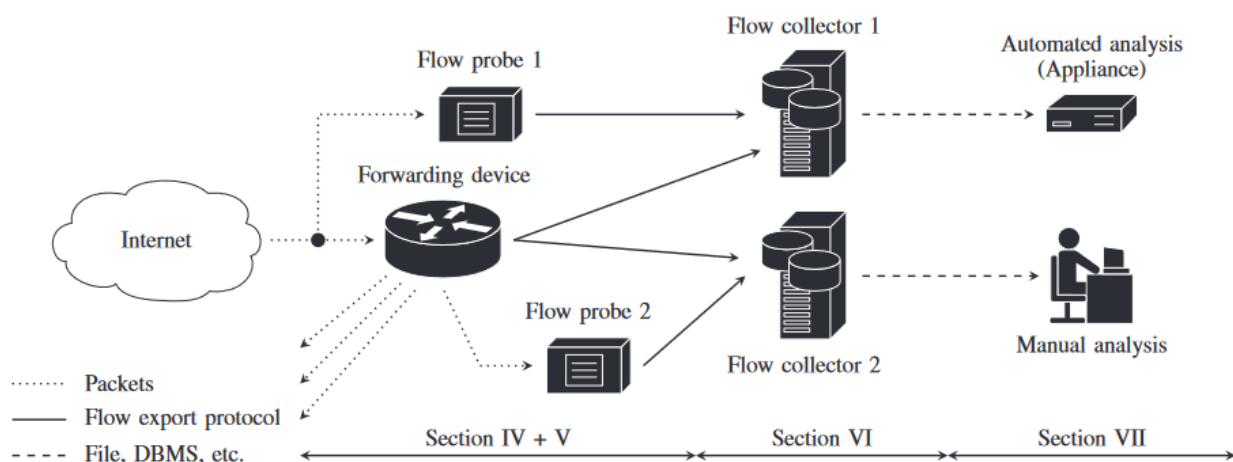 Flow collector 1
Automated analysis
(Appliance)
Flow probe 1
Forwarding device
Internet
Flow probe 2
Flow collector 2
Manual analysis
Packets
Flow export protocol
File, DBMS, etc.
Section IV + V
Section VI
Section VII